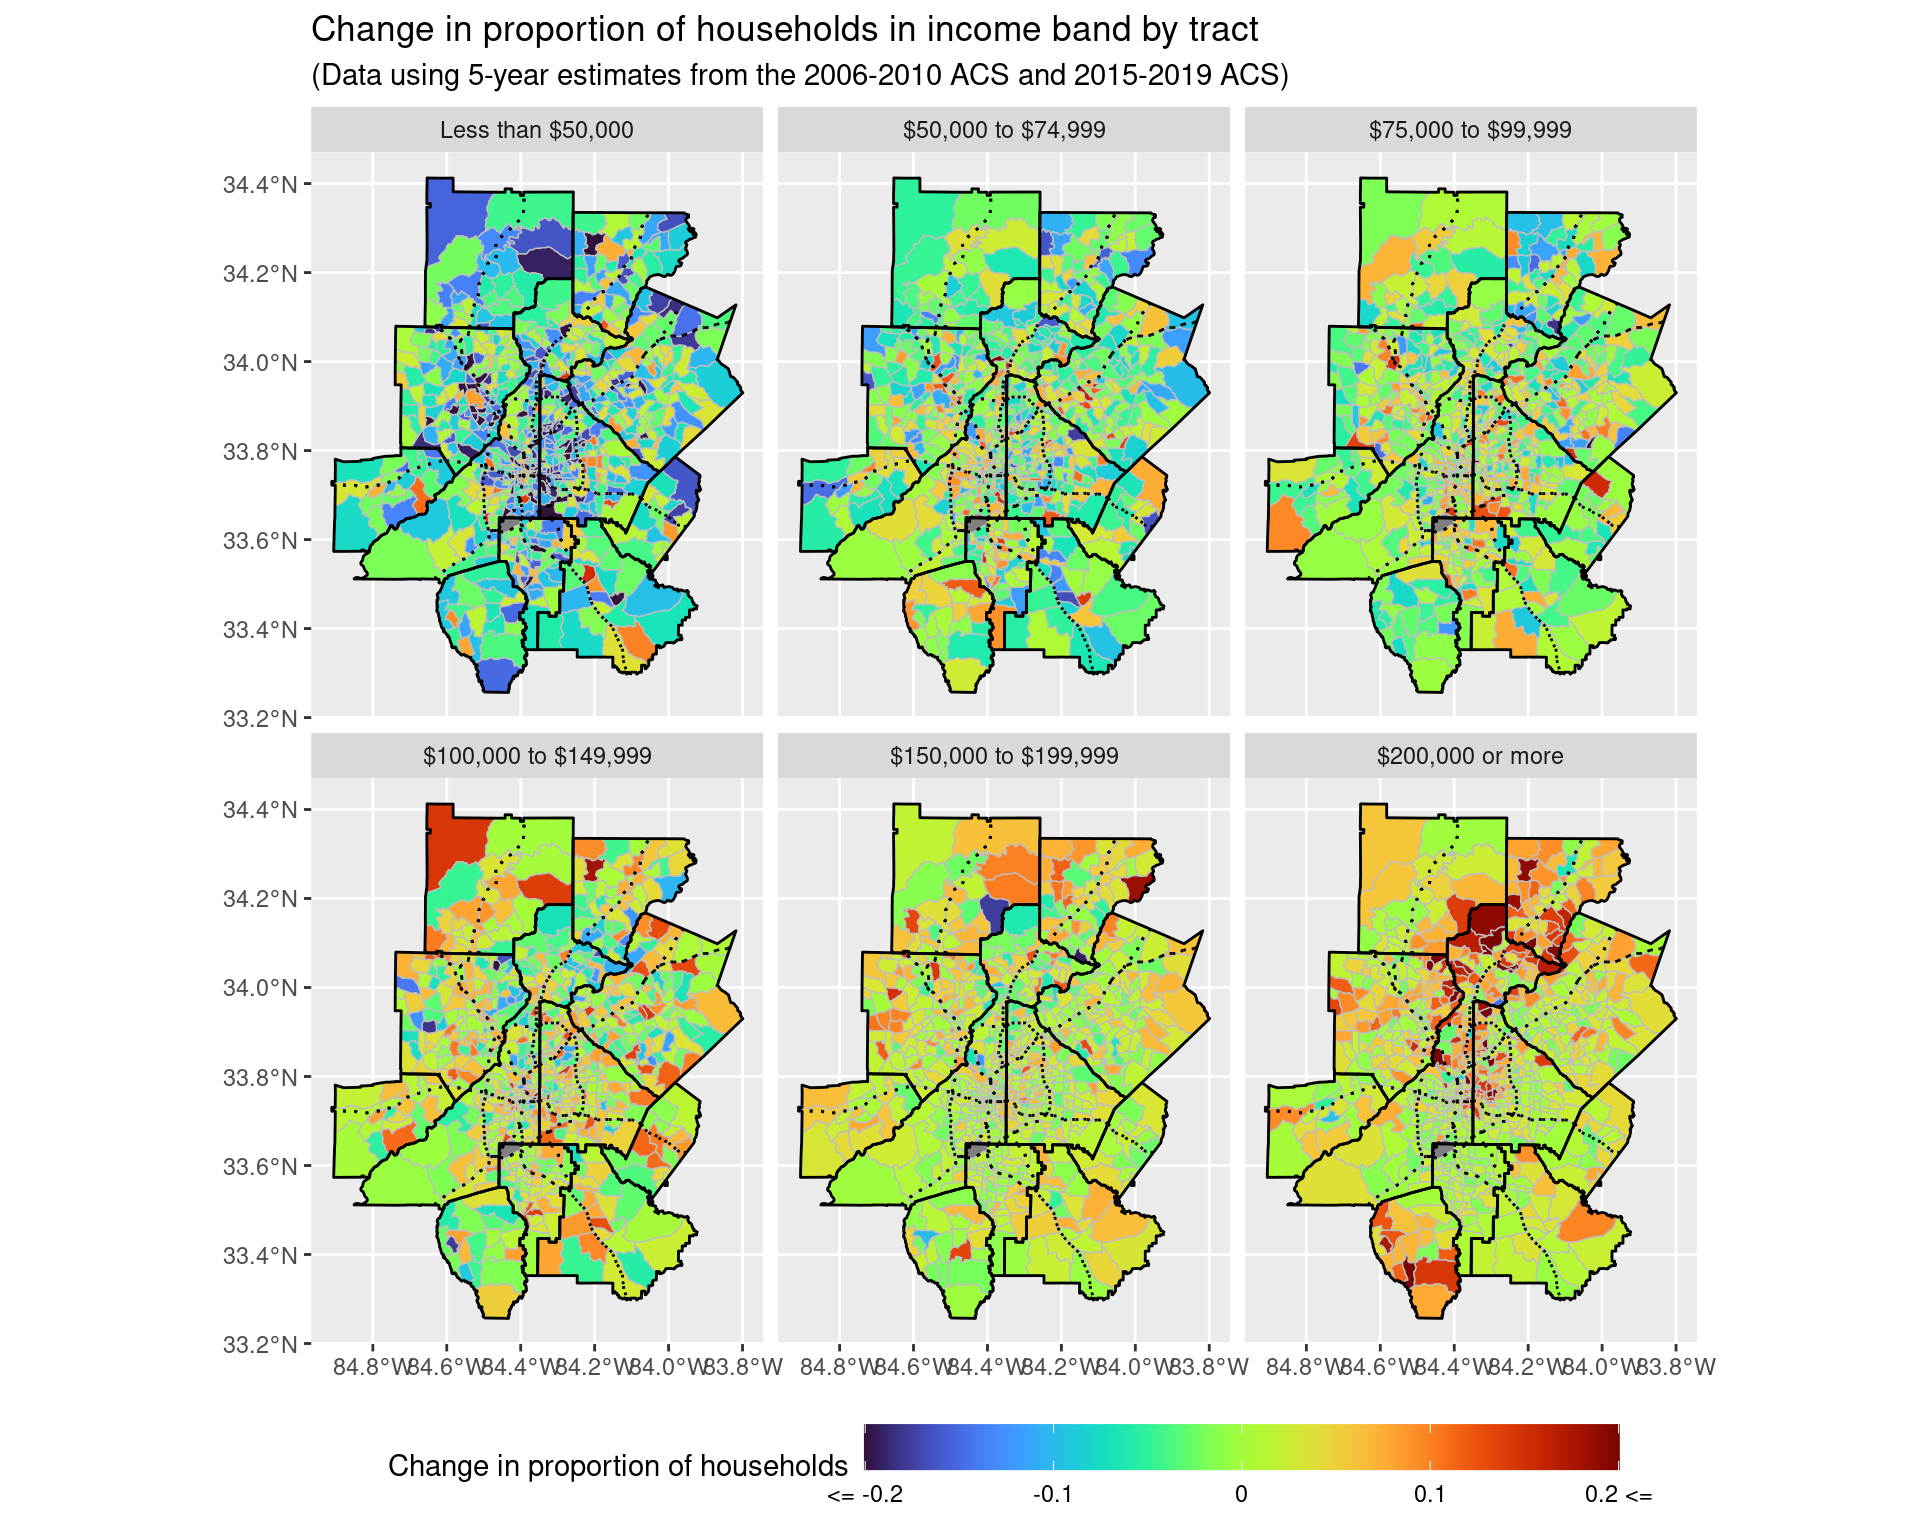 Change in proportion of households in income band by tract
(Data using 5-year estimates from the 2006-2010 ACS and 2015-2019 ACS)
Less than $50,000
$50,000 to $74,999
$75,000 to $99,999
34.4°N
34.2°N
34.0°N
33.8°N
33.6°N
33.4°N
33.2°N
$100,000 to $149,999
$150,000 to $199,999
$200,000 or more
34.4°N
34.2°N
34.0°N
33.8°N
33.6°N
33.4°N
33.2°N
84.8°W 84.6°W 84.4°W 84.2°W 84.0°W 83.8°W
84.8°W 84.6°W 84.4°W 84.2°W 84.0°W 83.8°W
84.8°W 84.6°W 84.4°W 84.2°W 84.0°W 83.8°W
Change in proportion of households
<= -0.2 -0.1 0 0.1 0.2 <=